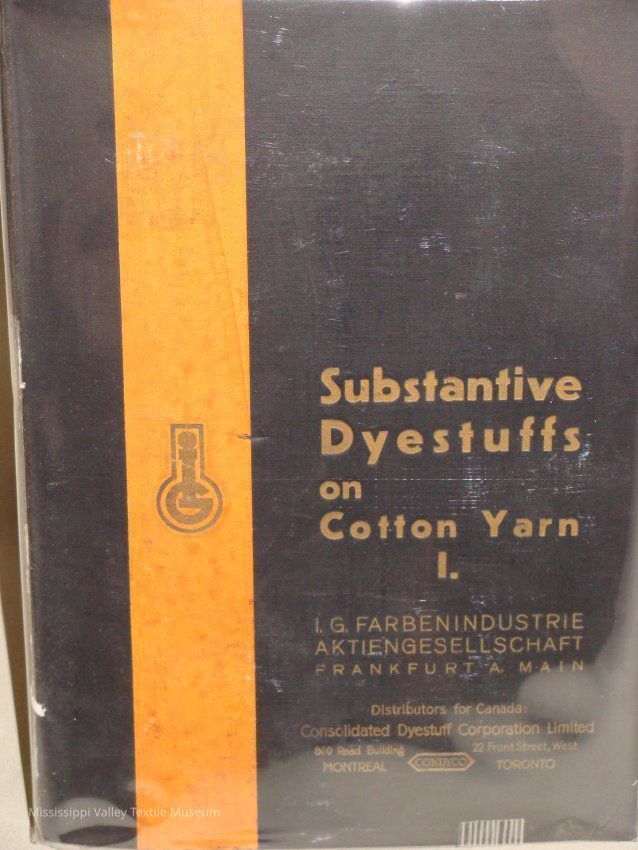 Substantive
Dyestuffs
on
Cotton Yarn
I.
I. G. FARBENINDUSTRIE
AKTIENGESELLSCHAFT
FRANKFURT A. MAIN
Distributors for Canada:
Consolidated Dyestuff Corporation Limited
800 Read Building 22 Front Street, West
MONTREAL CONDYCO TORONTO
Mississippi Valley Textile Museum